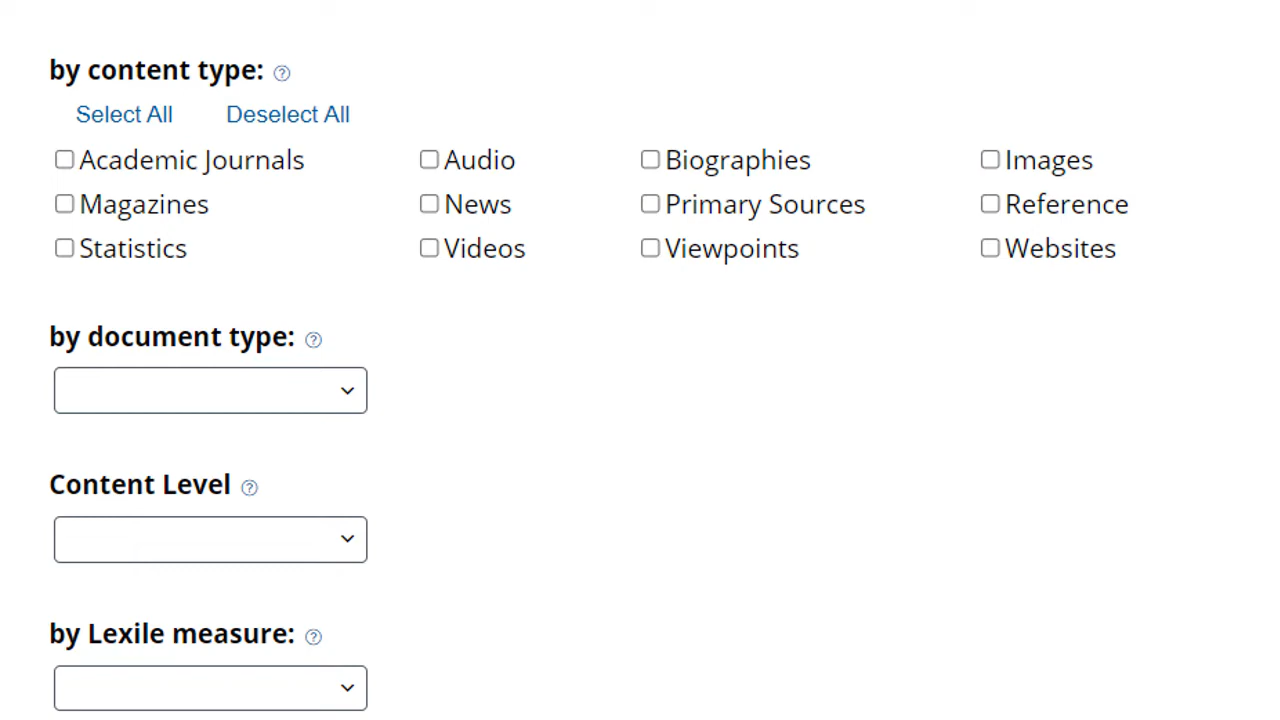 by content type: ?
Select All Deselect All
Academic Journals Audio Biographies Images
Magazines News Primary Sources Reference
Statistics Videos Viewpoints Websites
by document type: ?
Content Level ?
by Lexile measure: ?